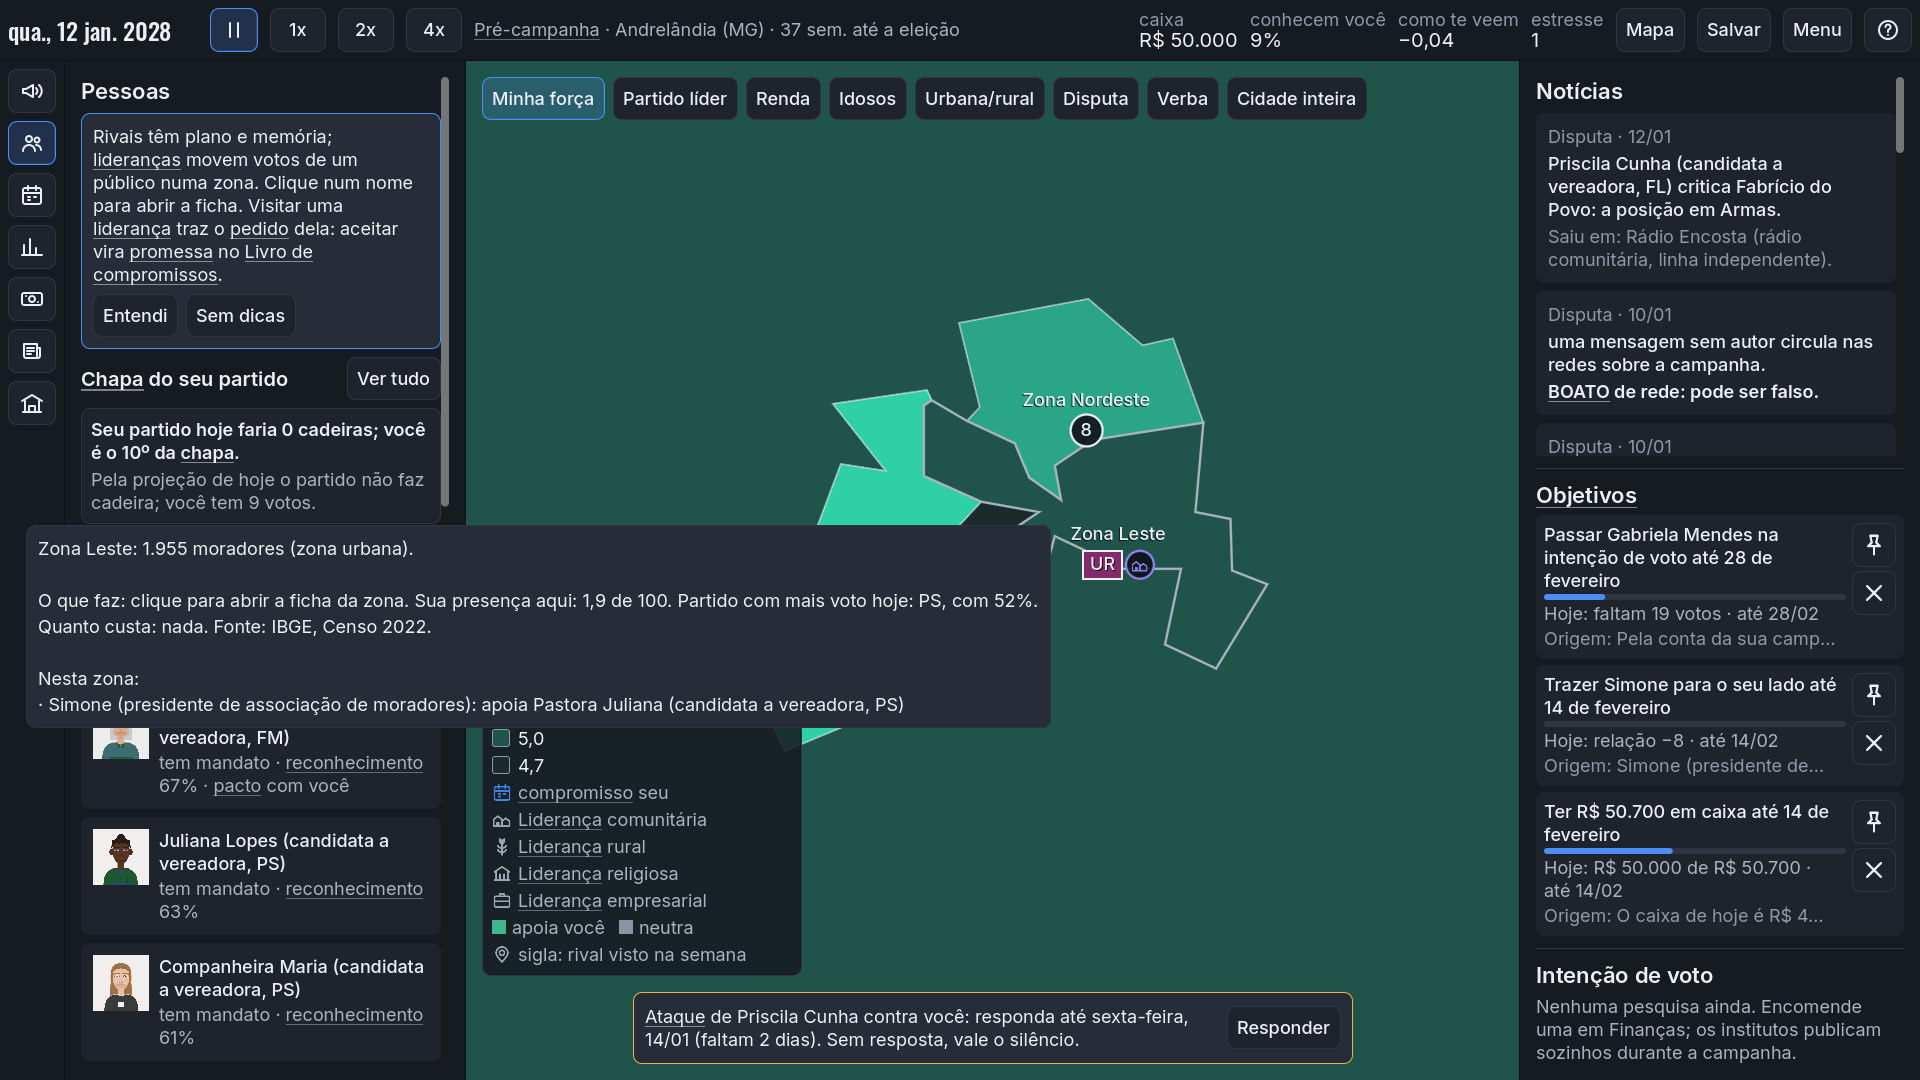 qua., 12 jan. 2028
1x
2x
4x
Pré-campanha · Andrelândia (MG) · 37 sem. até a eleição
caixa
R$ 50.000
conhecem você
9%
como te veem
−0,04
estresse
1
Mapa
Salvar
Menu
Pessoas
Rivais têm plano e memória;
lideranças movem votos de um
público numa zona. Clique num nome
para abrir a ficha. Visitar uma
liderança traz o pedido dela: aceitar
vira promessa no Livro de
compromissos.
Entendi
Sem dicas
Chapa do seu partido
Ver tudo
Seu partido hoje faria 0 cadeiras; você
é o 10º da chapa.
Pela projeção de hoje o partido não faz
cadeira; você tem 9 votos.
vereadora, FM)
tem mandato · reconhecimento
67% · pacto com você
Juliana Lopes (candidata a
vereadora, PS)
tem mandato · reconhecimento
63%
Companheira Maria (candidata
a vereadora, PS)
tem mandato · reconhecimento
61%
Minha força
Partido líder
Renda
Idosos
Urbana/rural
Disputa
Verba
Cidade inteira
Zona Nordeste
8
Zona Leste
UR
Zona Leste: 1.955 moradores (zona urbana).
O que faz: clique para abrir a ficha da zona. Sua presença aqui: 1,9 de 100. Partido com mais voto hoje: PS, com 52%.
Quanto custa: nada. Fonte: IBGE, Censo 2022.
Nesta zona:
· Simone (presidente de associação de moradores): apoia Pastora Juliana (candidata a vereadora, PS)
5,0
4,7
compromisso seu
Liderança comunitária
Liderança rural
Liderança religiosa
Liderança empresarial
apoia você
neutra
sigla: rival visto na semana
Ataque de Priscila Cunha contra você: responda até sexta-feira,
14/01 (faltam 2 dias). Sem resposta, vale o silêncio.
Responder
Notícias
Disputa · 12/01
Priscila Cunha (candidata a
vereadora, FL) critica Fabrício do
Povo: a posição em Armas.
Saiu em: Rádio Encosta (rádio
comunitária, linha independente).
Disputa · 10/01
uma mensagem sem autor circula nas
redes sobre a campanha.
BOATO de rede: pode ser falso.
Disputa · 10/01
Objetivos
Passar Gabriela Mendes na
intenção de voto até 28 de
fevereiro
Hoje: faltam 19 votos · até 28/02
Origem: Pela conta da sua camp...
Trazer Simone para o seu lado até
14 de fevereiro
Hoje: relação −8 · até 14/02
Origem: Simone (presidente de...
Ter R$ 50.700 em caixa até 14 de
fevereiro
Hoje: R$ 50.000 de R$ 50.700 ·
até 14/02
Origem: O caixa de hoje é R$ 4...
Intenção de voto
Nenhuma pesquisa ainda. Encomende
uma em Finanças; os institutos publicam
sozinhos durante a campanha.